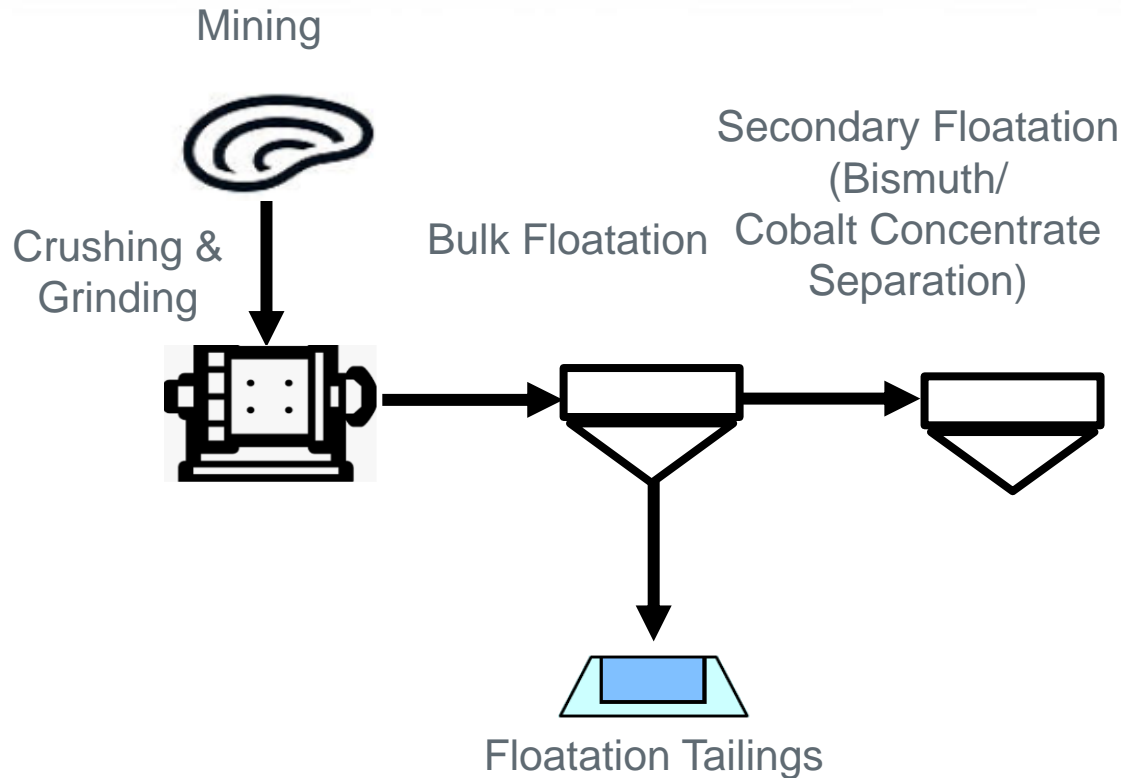 Mining
Crushing &
Grinding
Bulk Floatation
Secondary Floatation
(Bismuth/
Cobalt Concentrate
Separation)
Floatation Tailings